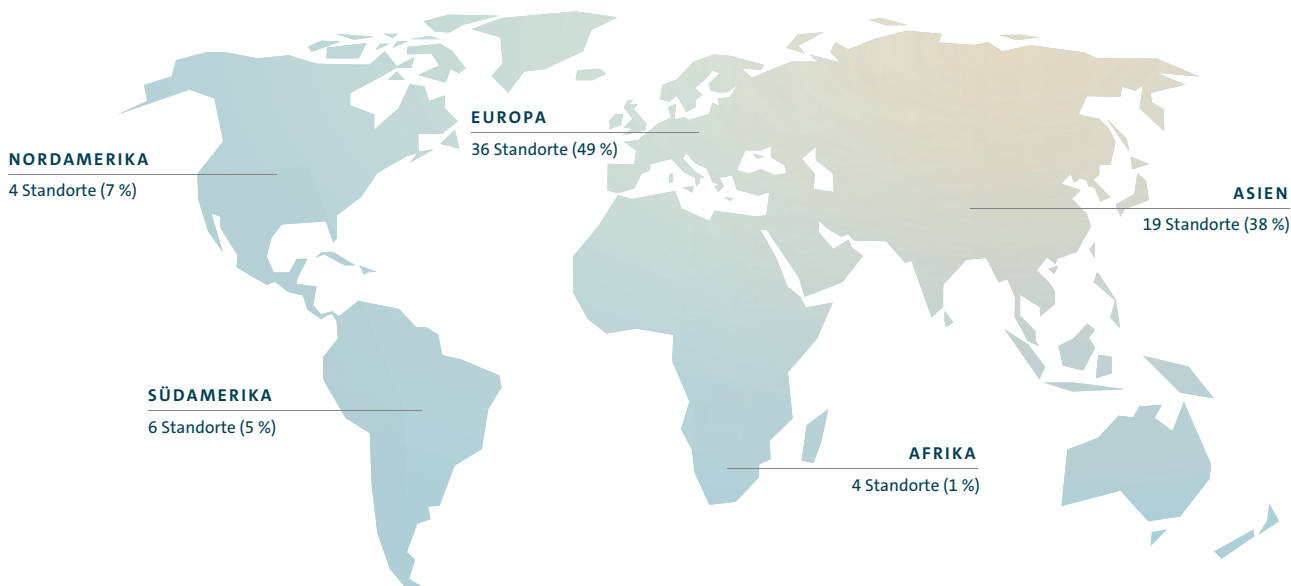 EUROPA
36 Standorte (49 %)
NORDAMERIKA
4 Standorte (7 %)
ASIEN
19 Standorte (38 %)
SÜDAMERIKA
6 Standorte (5 %)
AFRIKA
4 Standorte (1 %)